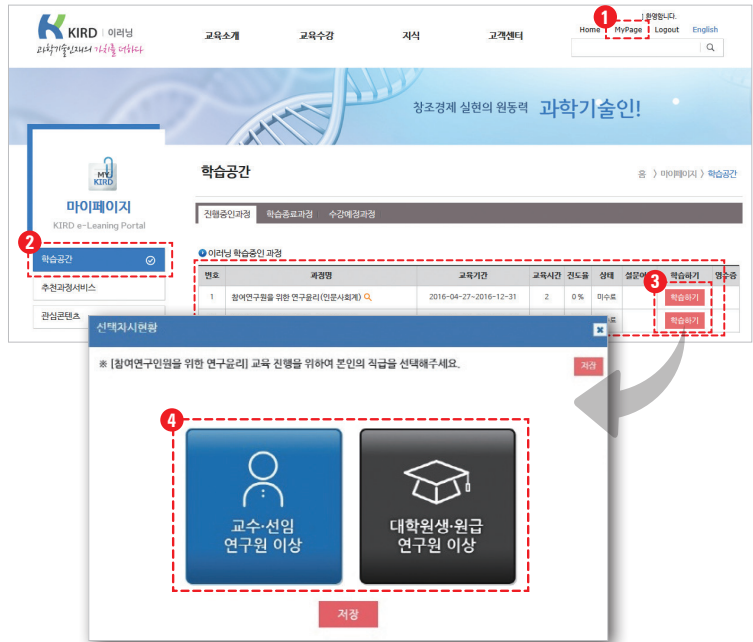 KIRD 이러닝
과학기술인재의 가치를 더하다
교육소개 교육수강 지식 고객센터
1
환영합니다.
Home MyPage Logout English
창조경제 실현의 원동력 과학기술인!
MY
KIRD
마이페이지
KIRD e-Leaning Portal
2
학습공간
추천과정서비스
관심콘텐츠
학습공간
홈 > 마이페이지 > 학습공간
진행중인과정 학습종료과정 수강예정과정
이러닝 학습중인 과정
3
번호 과정명 교육기간 교육시간 진도율 상태 학습하기
1 참여연구원을 위한 연구윤리(인문사회계) 2016-04-27~2016-12-31 2 0 % 미수료 학습하기
학습하기
선택지시현황
※ [참여연구인원을 위한 연구윤리] 교육 진행을 위하여 본인의 직급을 선택해주세요.
저장
4
교수·선임
연구원 이상
대학원생·원급
연구원 이상
저장